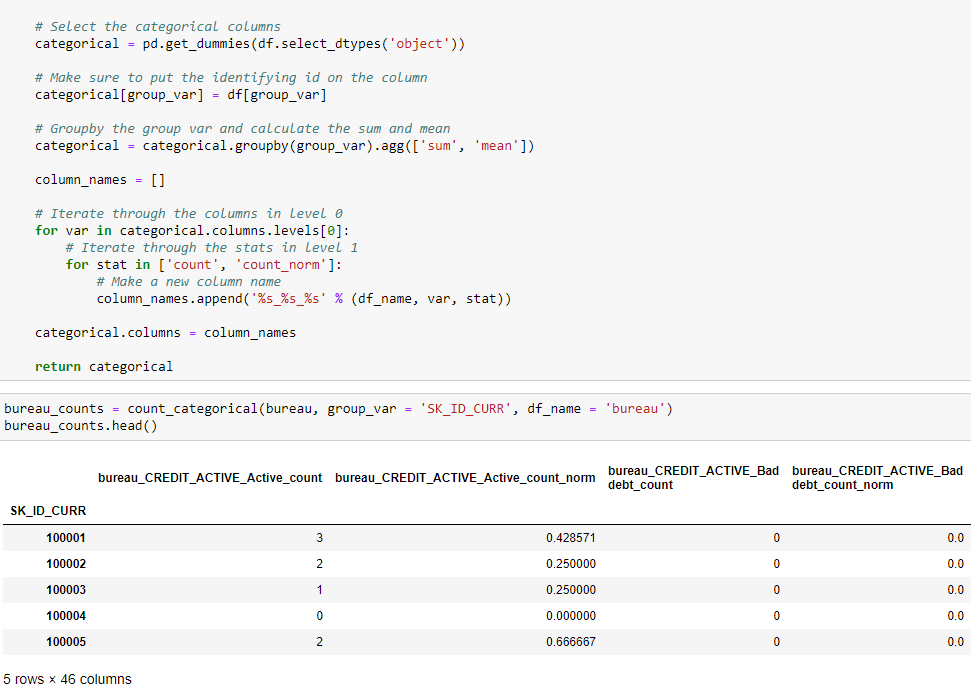 # Select the categorical columns
categorical = pd.get_dummies(df.select_dtypes('object'))
# Make sure to put the identifying id on the column
categorical[group_var] = df[group_var]
# Groupby the group var and calculate the sum and mean
categorical = categorical.groupby(group_var).agg(['sum', 'mean'])
column_names = []
# Iterate through the columns in level 0
for var in categorical.columns.levels[0]:
# Iterate through the stats in level 1
for stat in ['count', 'count_norm']:
# Make a new column name
column_names.append('%s_%s_%s' % (df_name, var, stat))
categorical.columns = column_names
return categorical
bureau_counts = count_categorical(bureau, group_var = 'SK_ID_CURR', df_name = 'bureau')
bureau_counts.head()
bureau_CREDIT_ACTIVE_Active_count bureau_CREDIT_ACTIVE_Active_count_norm bureau_CREDIT_ACTIVE_Bad bureau_CREDIT_ACTIVE_Bad
debt_count debt_count_norm
SK_ID_CURR
100001 3 0.428571 0 0.0
100002 2 0.250000 0 0.0
100003 1 0.250000 0 0.0
100004 0 0.000000 0 0.0
100005 2 0.666667 0 0.0
5 rows × 46 columns